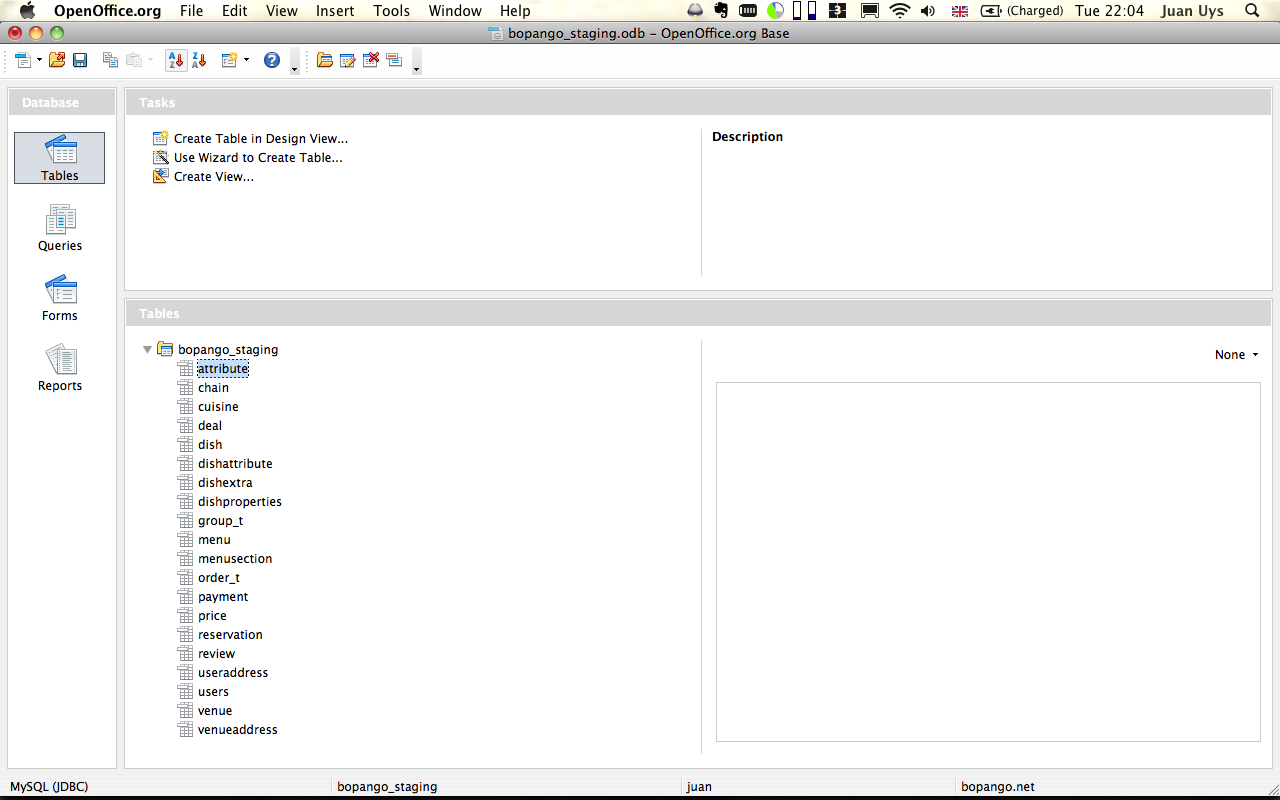 OpenOffice.org File Edit View Insert Tools Window Help (Charged) Tue 22:04 Juan Uys
bopango_staging.odb – OpenOffice.org Base
Database
Tables
Queries
Forms
Reports
Tasks
Create Table in Design View...
Use Wizard to Create Table...
Create View...
Description
Tables
bopango_staging
attribute
chain
cuisine
deal
dish
dishattribute
dishextra
dishproperties
group_t
menu
menusection
order_t
payment
price
reservation
review
useraddress
users
venue
venueaddress
None
MySQL (JDBC) bopango_staging juan bopango.net